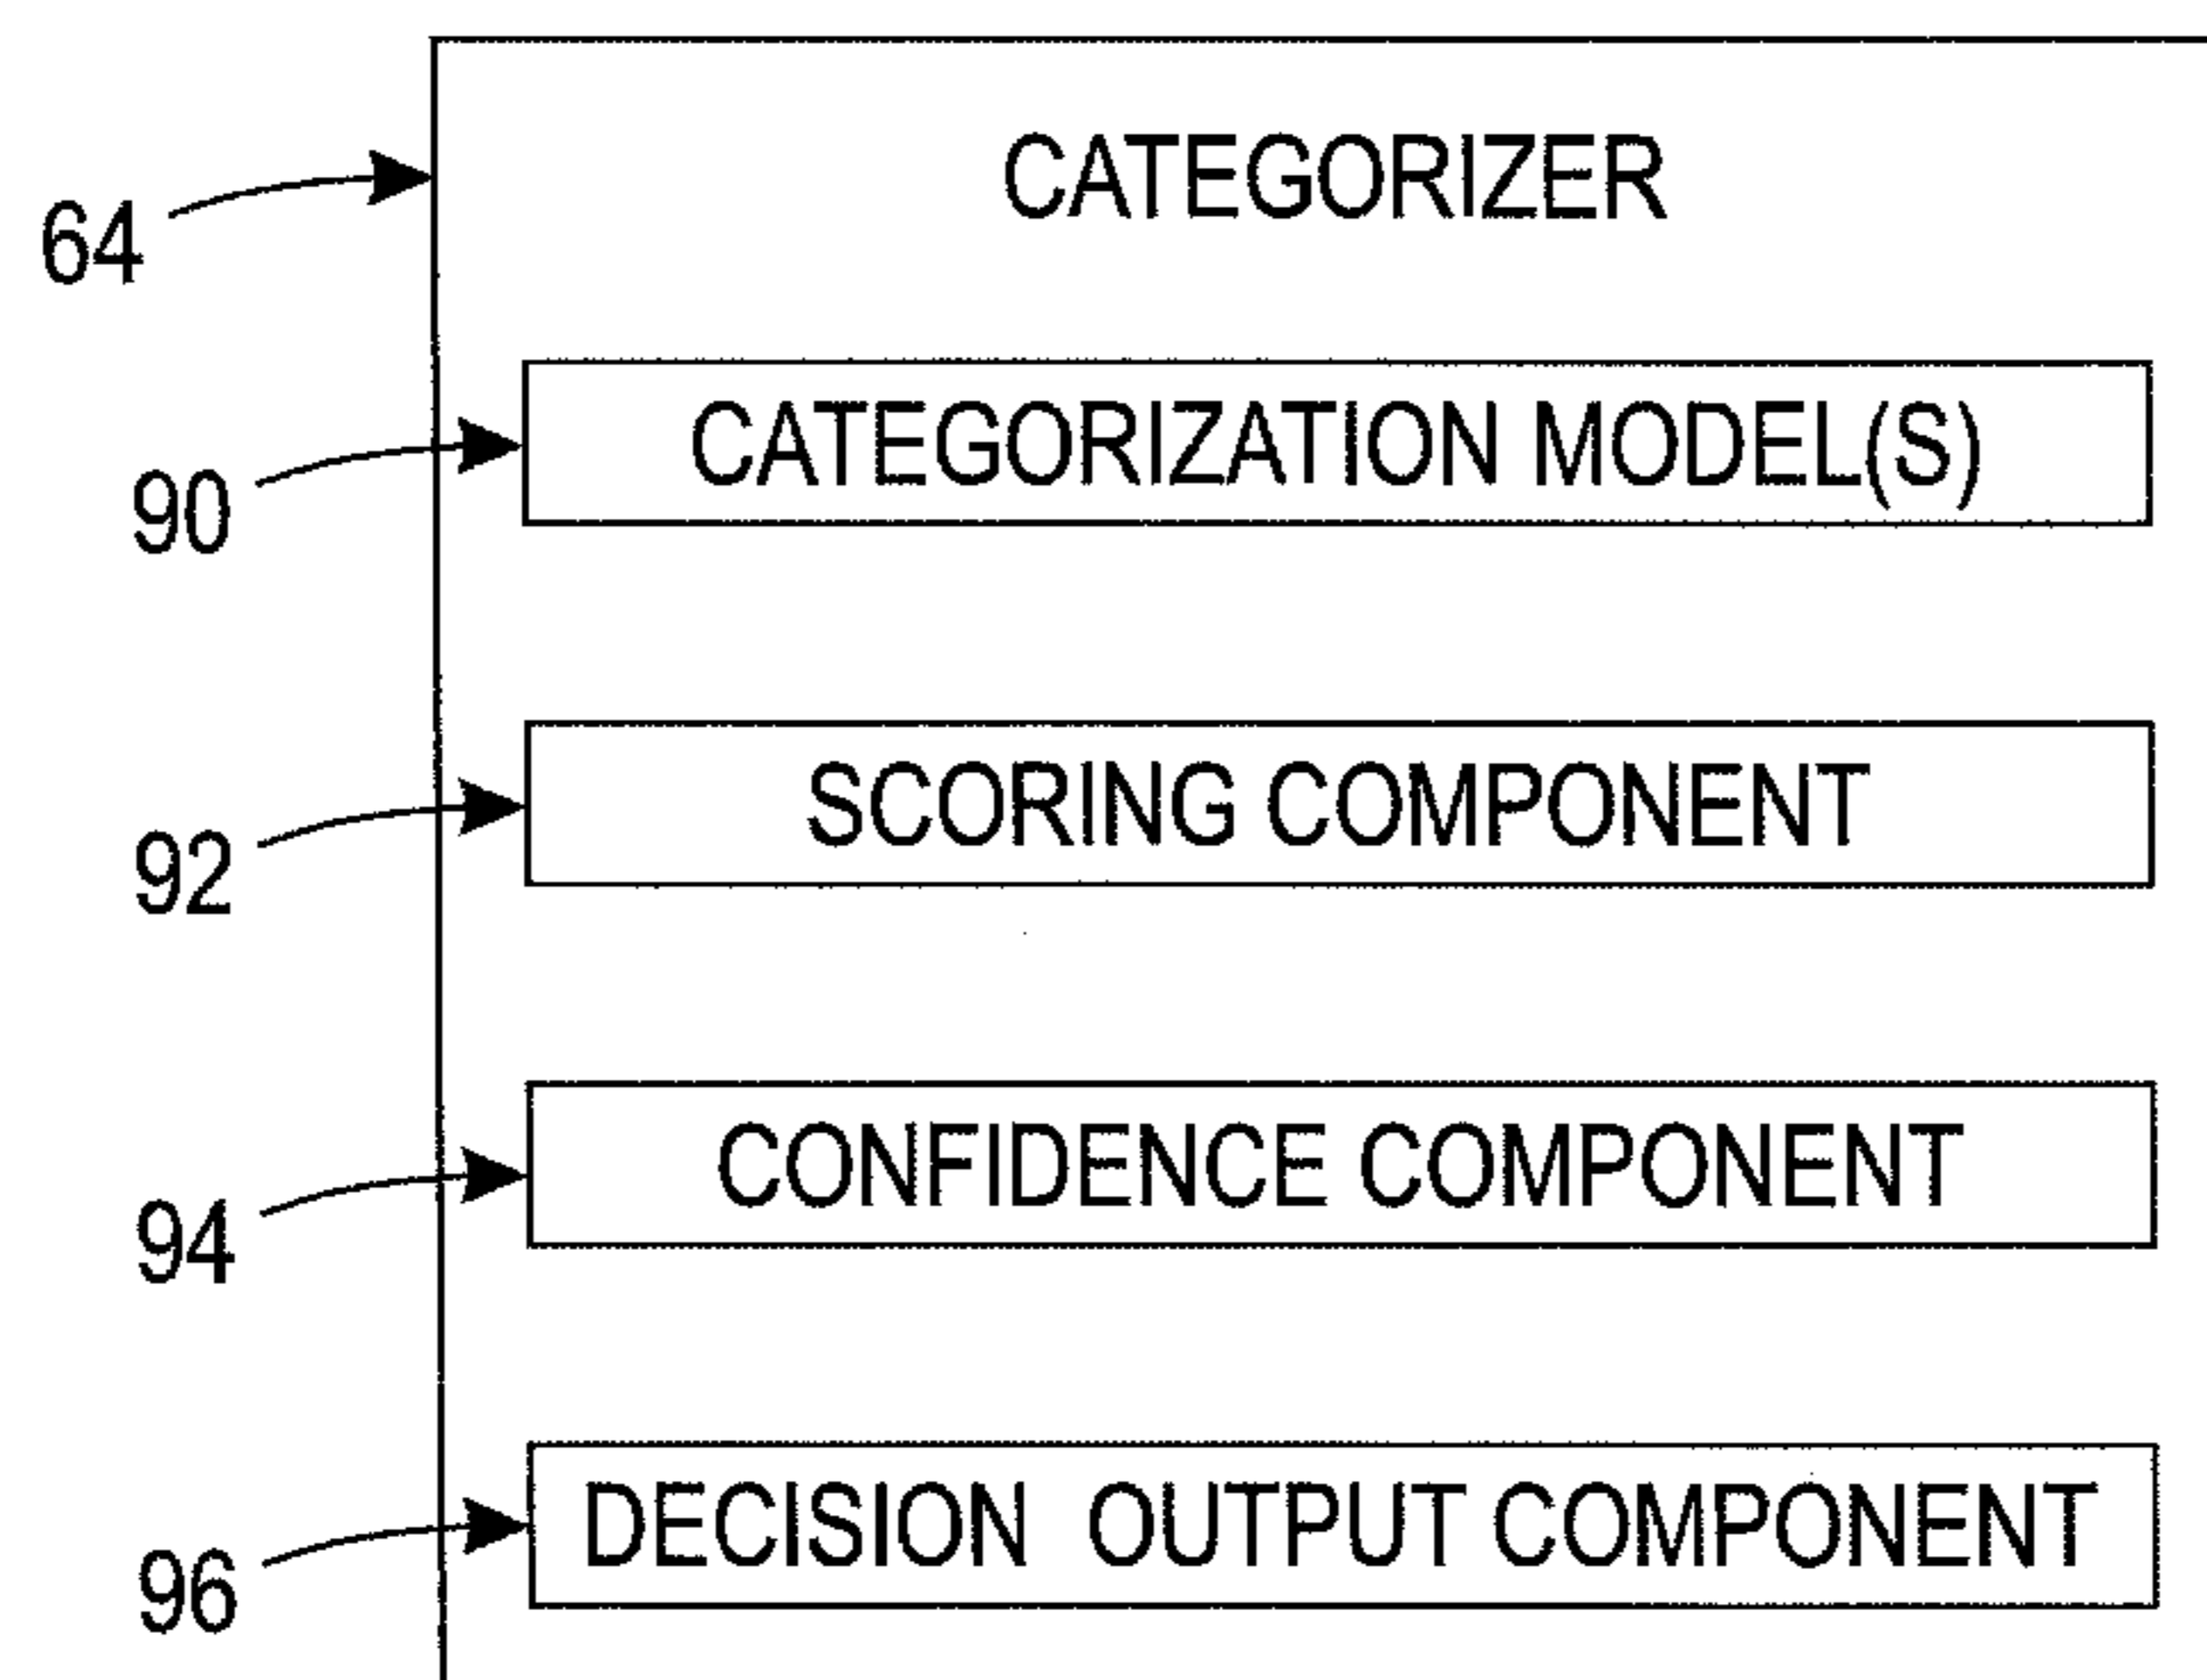 CATEGORIZER
64
CATEGORIZATION MODEL(S)
90
SCORING COMPONENT
92
CONFIDENCE COMPONENT
94
DECISION OUTPUT COMPONENT
96